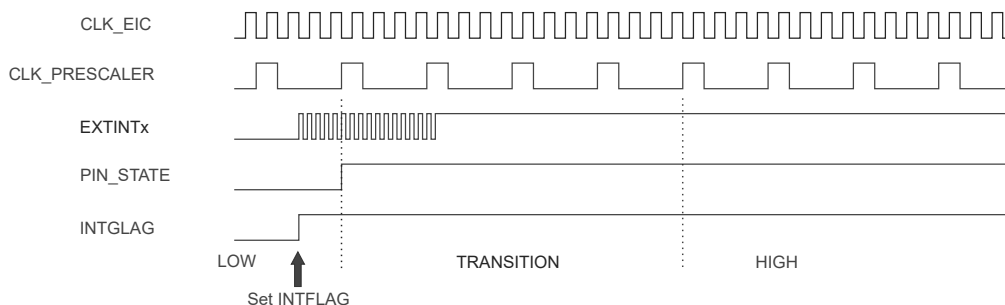 CLK_EIC
CLK_PRESCALER
EXTINTx
PIN_STATE
INTGLAG
LOW TRANSITION HIGH
Set INTFLAG